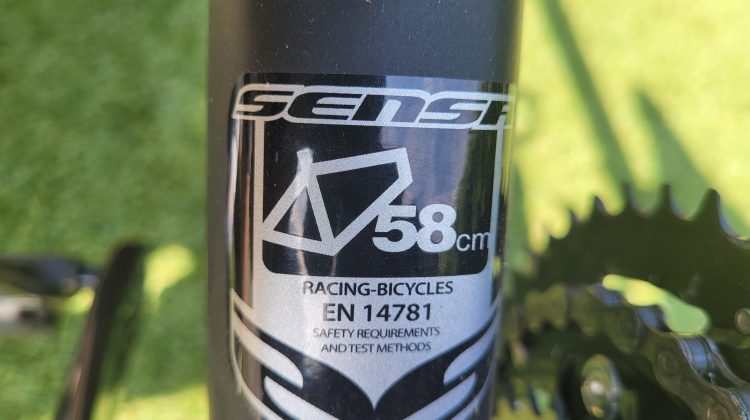 SENSA
58cm
RACING-BICYCLES
EN 14781
SAFETY REQUIREMENTS
AND TEST METHODS